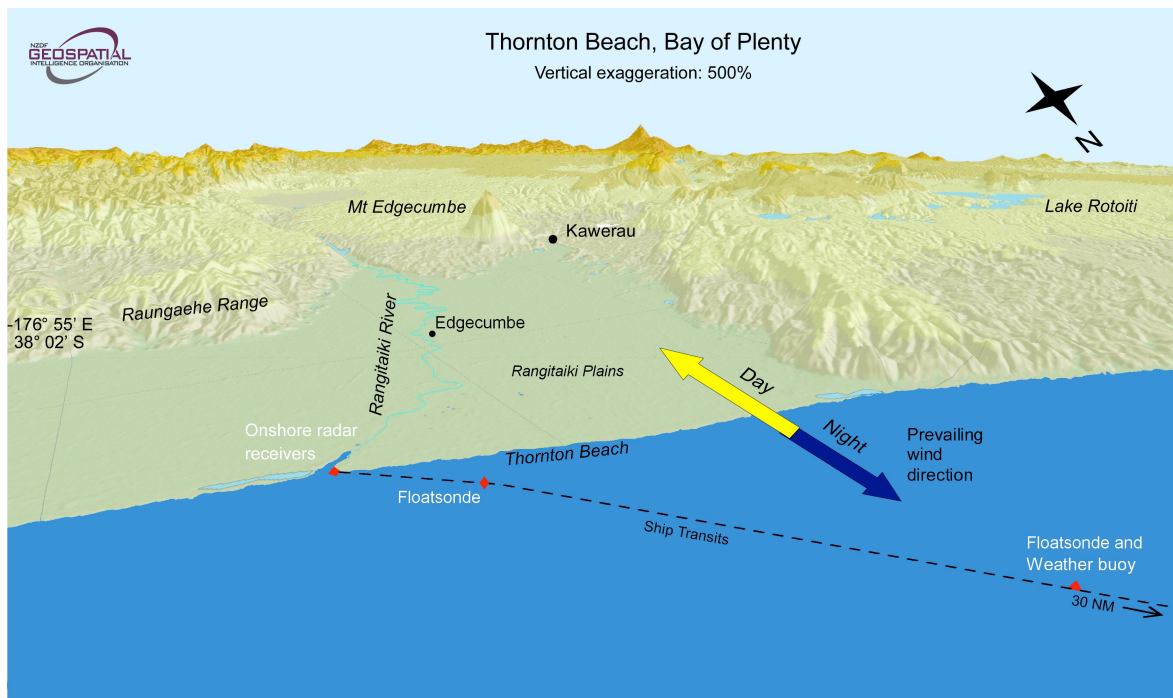 NZDF
GEOSPATIAL
INTELLIGENCE ORGANISATION
Thornton Beach, Bay of Plenty
Vertical exaggeration: 500%
N
Mt Edgecumbe
Lake Rotoiti
Kawerau
Raungaehe Range
-176° 55’ E
38° 02’ S
Rangitaiki River
Edgecumbe
Rangitaiki Plains
Day
Night
Prevailing
wind
direction
Onshore radar
receivers
Thornton Beach
Floatsonde
Ship Transits
Floatsonde and
Weather buoy
30 NM